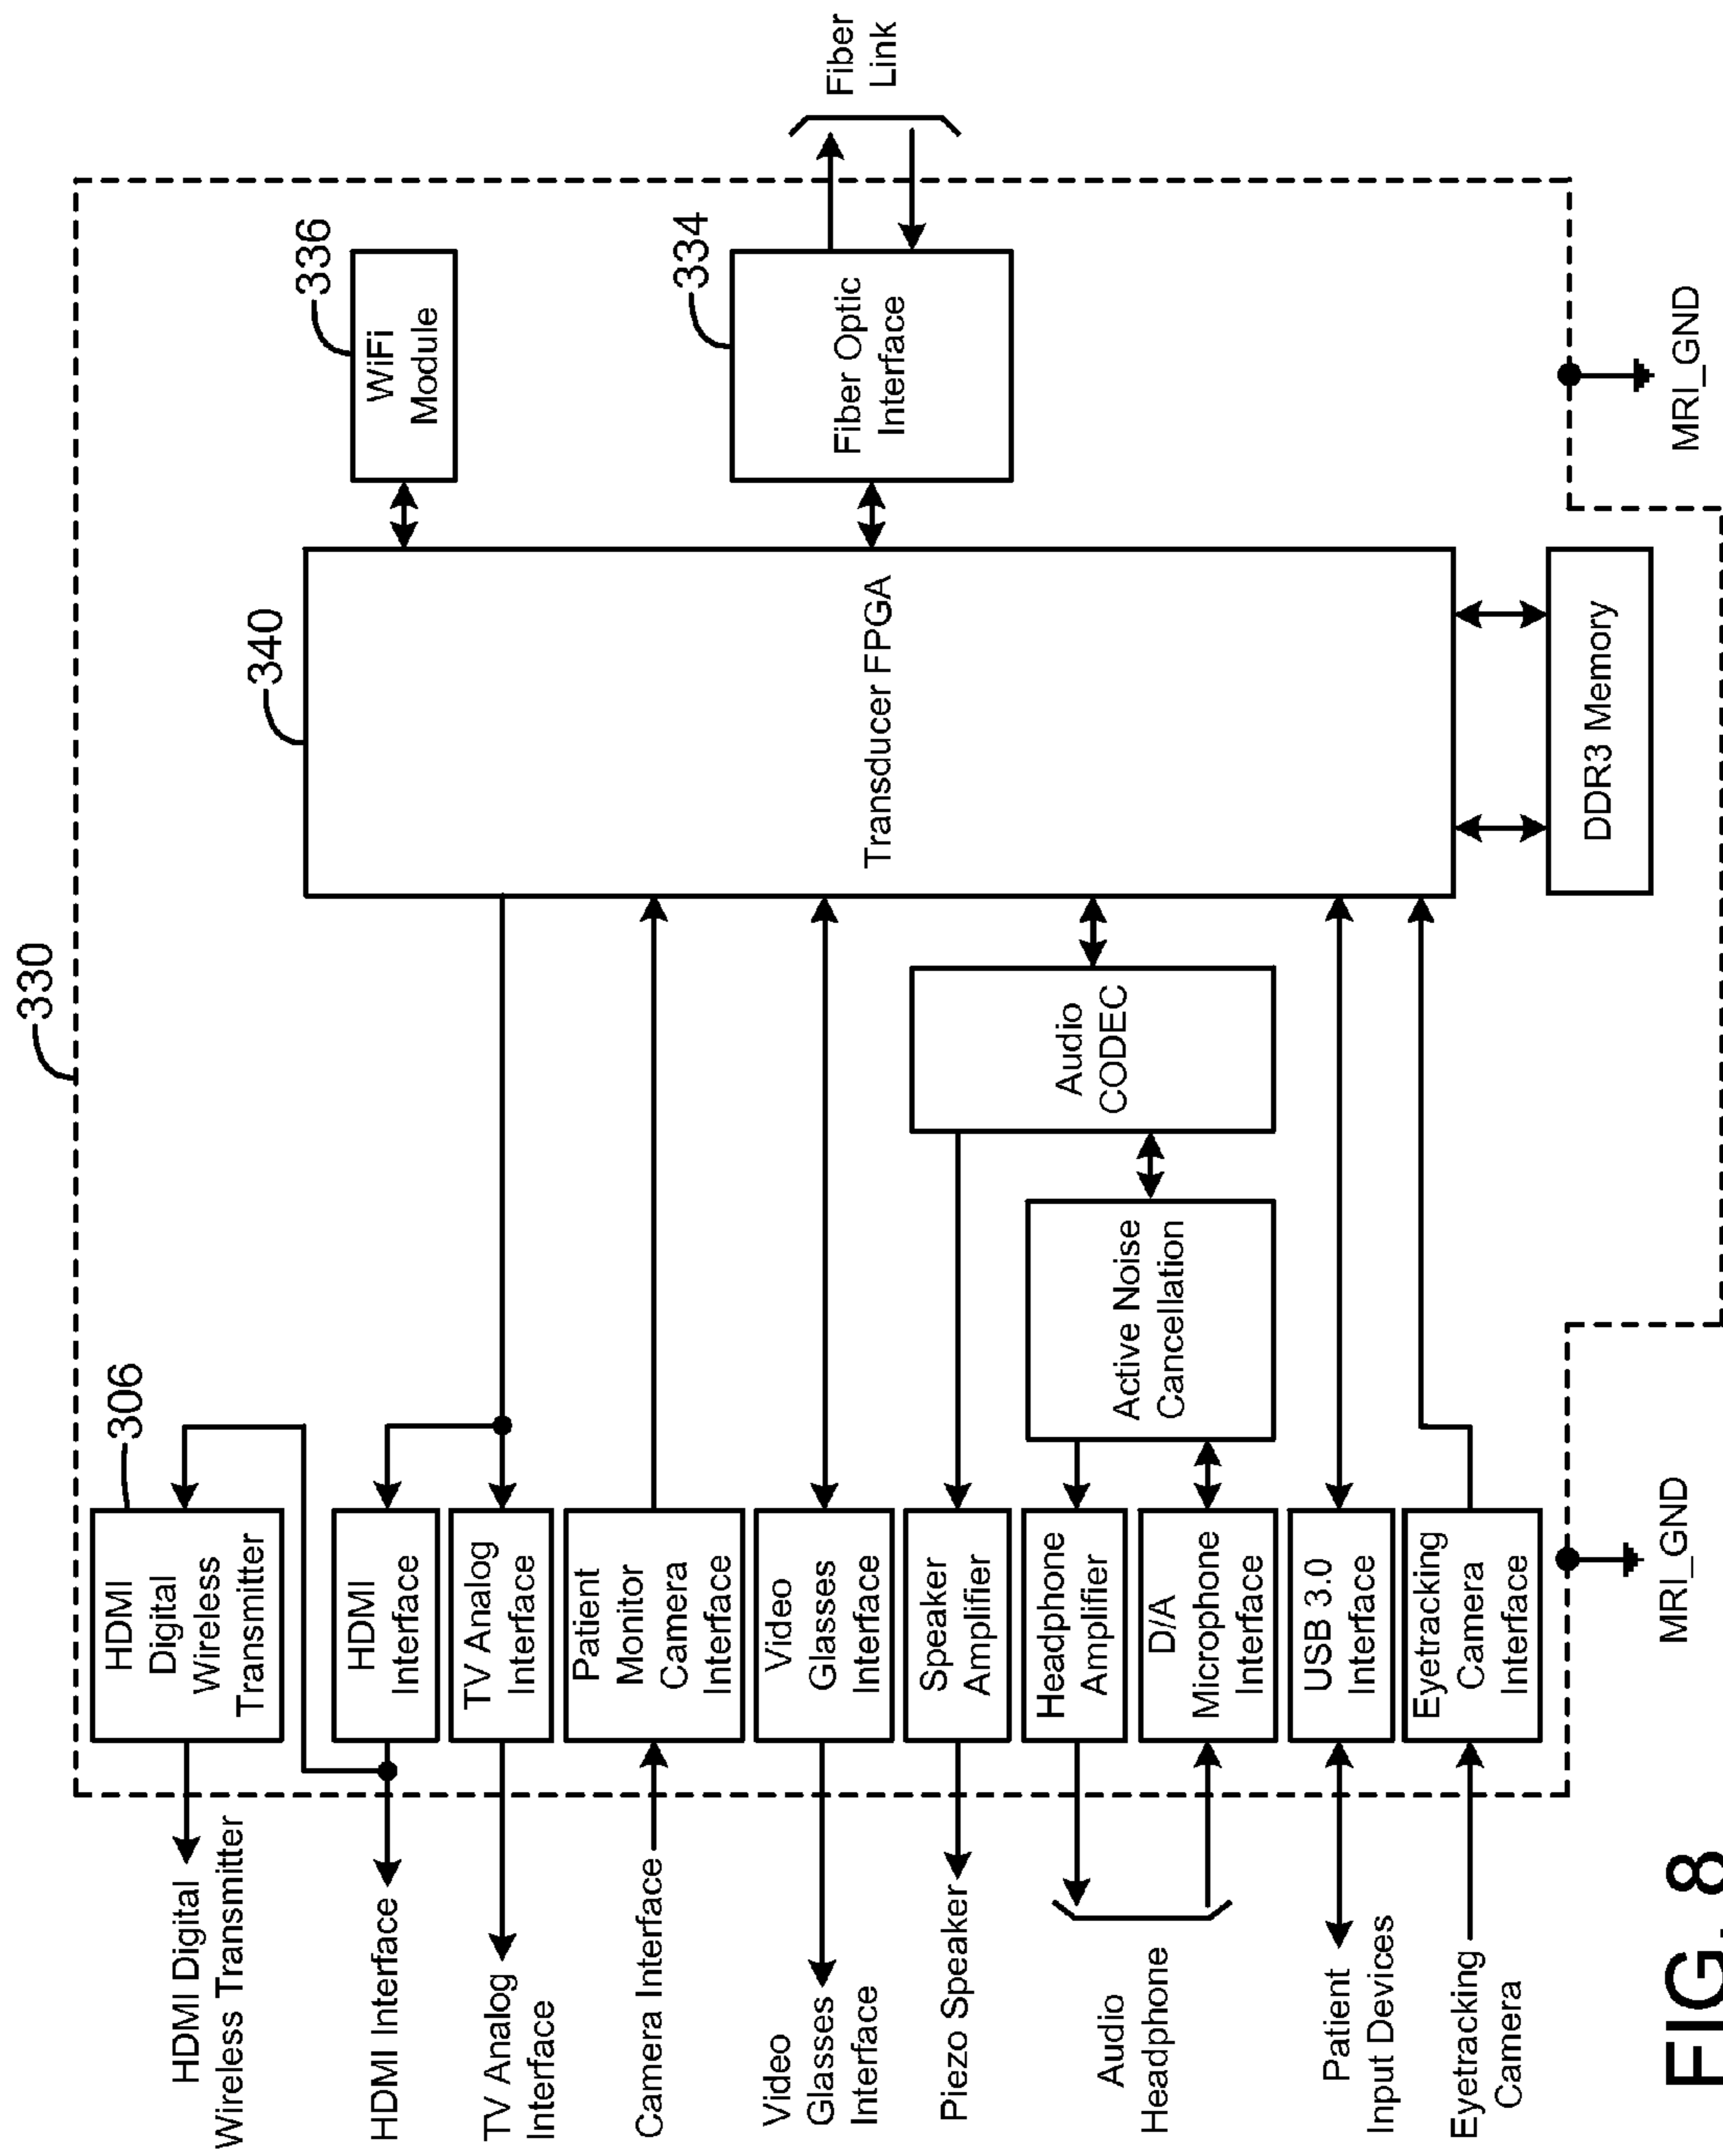 330
HDMI Digital
Wireless Transmitter
HDMI Interface
TV Analog
Interface
Camera Interface
Video
Glasses
Interface
Piezo Speaker
Audio
Headphone
Patient
Input Devices
Eyetracking
Camera
306
HDMI
Digital
Wireless
Transmitter
HDMI
Interface
TV Analog
Interface
Patient
Monitor
Camera
Interface
Video
Glasses
Interface
Speaker
Amplifier
Headphone
Amplifier
D/A
Microphone
Interface
USB 3.0
Interface
Eyetracking
Camera
Interface
Active Noise
Cancellation
Audio
CODEC
340
Transducer FPGA
DDR3 Memory
336
WiFi
Module
334
Fiber Optic
Interface
Fiber
Link
MRI_GND
MRI_GND
FIG. 8